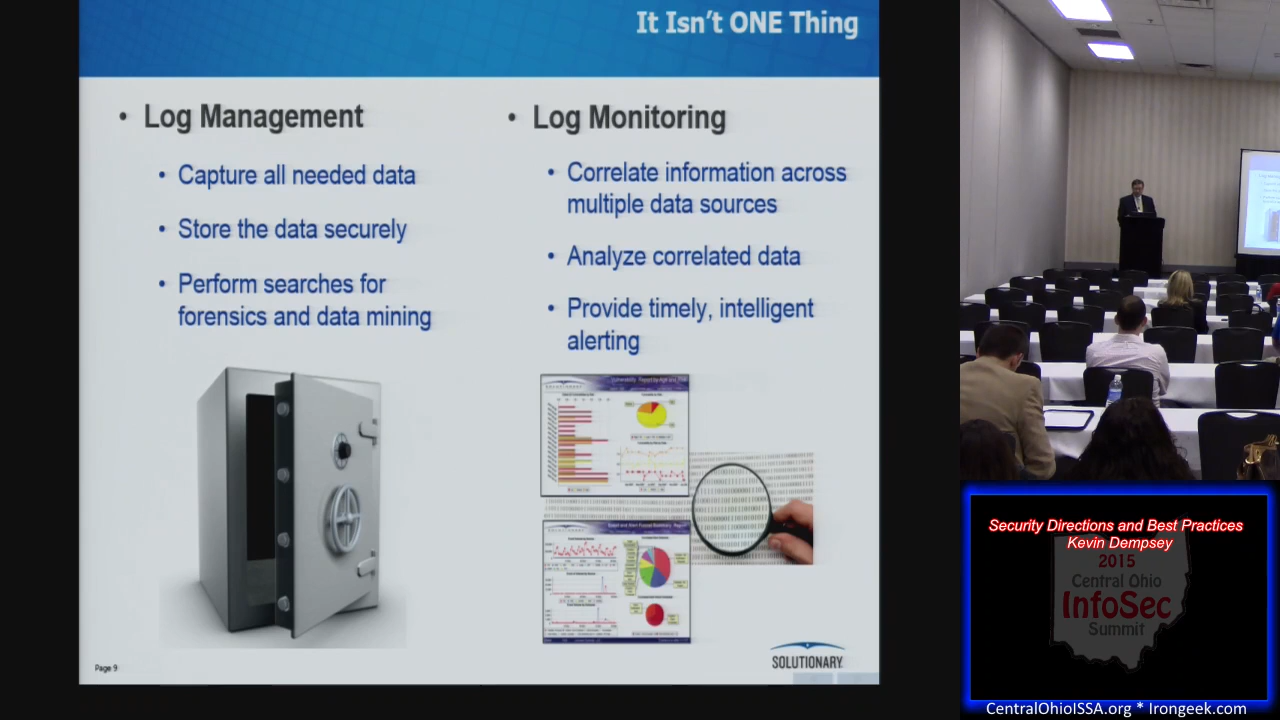 It Isn't ONE Thing
• Log Management
• Capture all needed data
• Store the data securely
• Perform searches for
forensics and data mining
• Log Monitoring
• Correlate information across
multiple data sources
• Analyze correlated data
• Provide timely, intelligent
alerting
Page 9
SOLUTIONARY
Security Directions and Best Practices
Kevin Dempsey
2015
Central Ohio
InfoSec
Summit
CentralOhioISSA.org * Irongeek.com